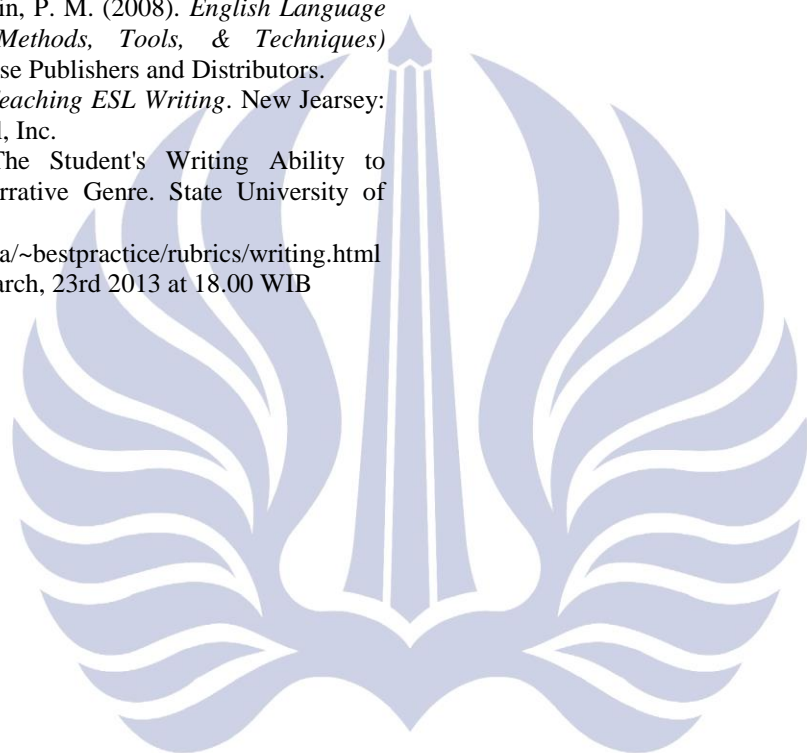 in, P. M. (2008). English Language
Methods, Tools, & Techniques)
se Publishers and Distributors.
eaching ESL Writing. New Jearsey:
l, Inc.
The Student's Writing Ability to
rrative Genre. State University of
a/~bestpractice/rubrics/writing.html
arch, 23rd 2013 at 18.00 WIB